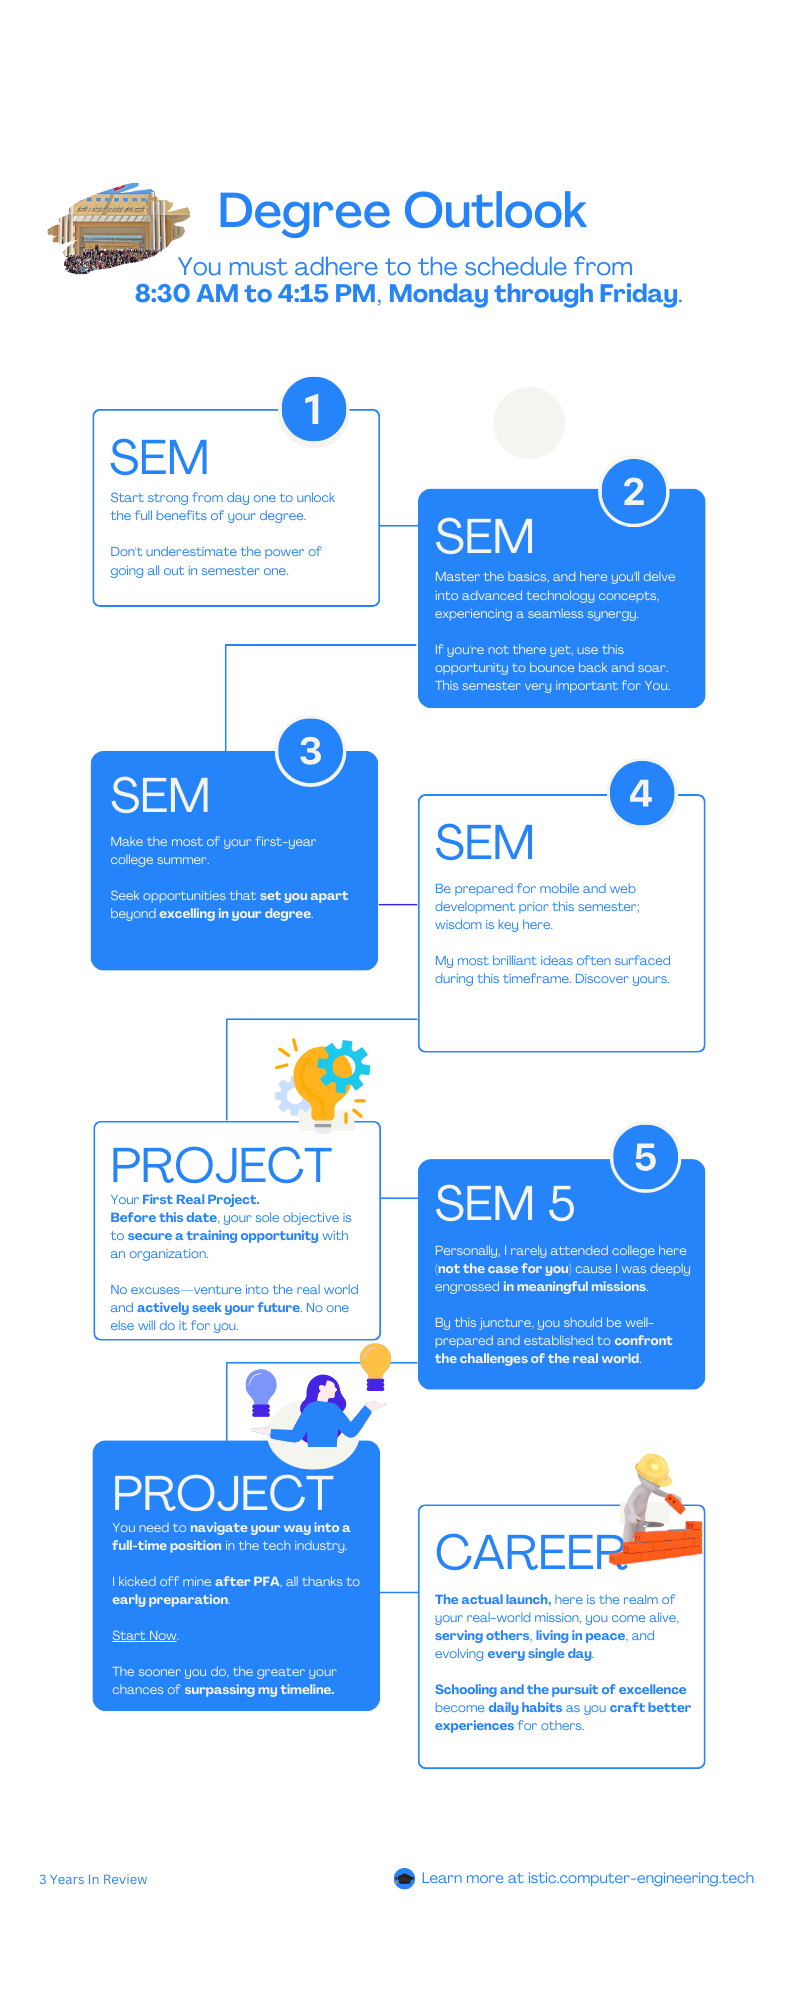 Degree Outlook
You must adhere to the schedule from
8:30 AM to 4:15 PM, Monday through Friday.
1
SEM
Start strong from day one to unlock
the full benefits of your degree.
Don't underestimate the power of
going all out in semester one.
2
SEM
Master the basics, and here you'll delve
into advanced technology concepts,
experiencing a seamless synergy.
If you're not there yet, use this
opportunity to bounce back and soar.
This semester very important for You.
3
SEM
Make the most of your first-year
college summer.
Seek opportunities that set you apart
beyond excelling in your degree.
4
SEM
Be prepared for mobile and web
development prior this semester;
wisdom is key here.
My most brilliant ideas often surfaced
during this timeframe. Discover yours.
PROJECT
Your First Real Project.
Before this date, your sole objective is
to secure a training opportunity with
an organization.
No excuses—venture into the real world
and actively seek your future. No one
else will do it for you.
5
SEM 5
Personally, I rarely attended college here
(not the case for you) cause I was deeply
engrossed in meaningful missions.
By this juncture, you should be well-
prepared and established to confront
the challenges of the real world.
PROJECT
You need to navigate your way into a
full-time position in the tech industry.
I kicked off mine after PFA, all thanks to
early preparation.
Start Now.
The sooner you do, the greater your
chances of surpassing my timeline.
CAREER
The actual launch, here is the realm of
your real-world mission, you come alive,
serving others, living in peace, and
evolving every single day.
Schooling and the pursuit of excellence
become daily habits as you craft better
experiences for others.
3 Years In Review
Learn more at istic.computer-engineering.tech